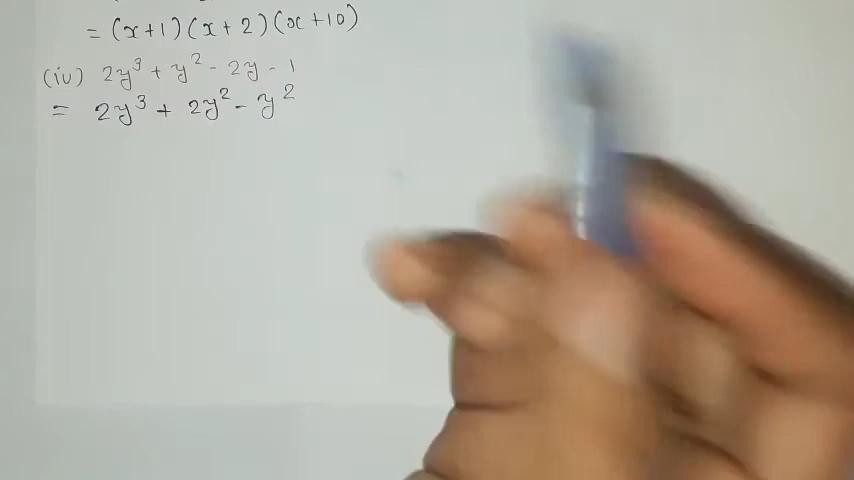 = (x+1)(x+2)(x+10)
(iv) 2y³ + y² - 2y - 1
= 2y³ + 2y² - y²